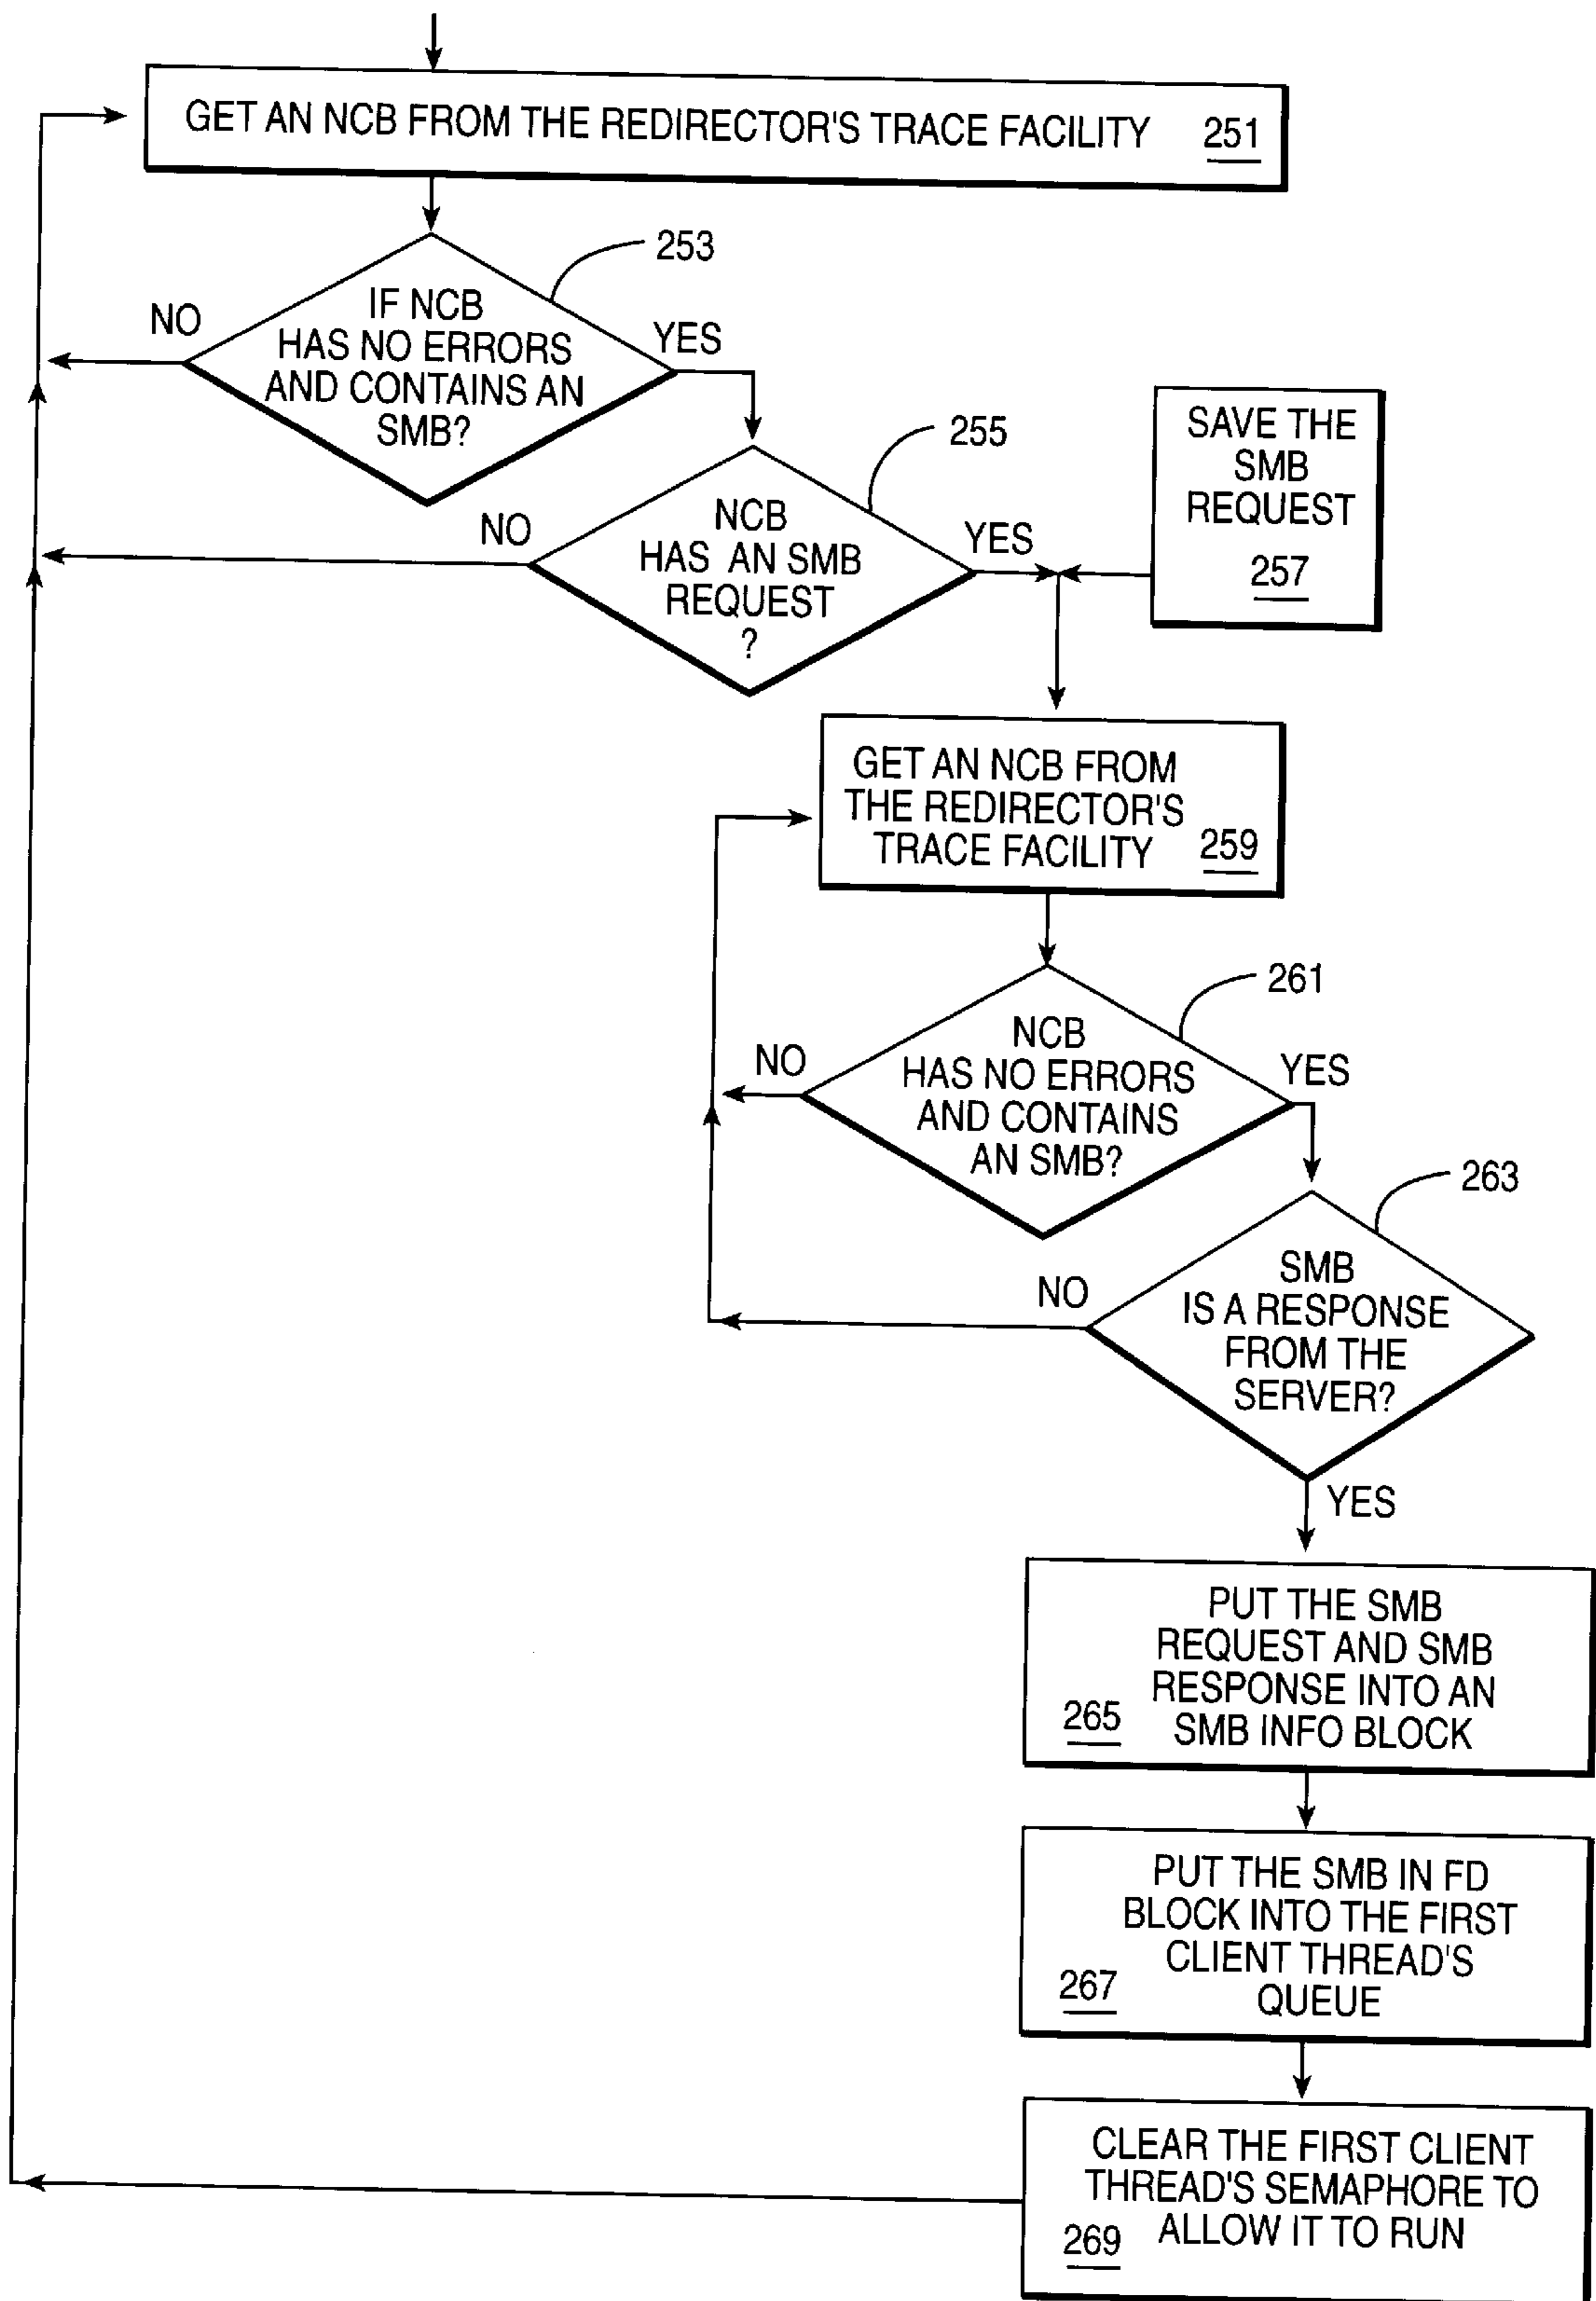 GET AN NCB FROM THE REDIRECTOR'S TRACE FACILITY 251
253
IF NCB
HAS NO ERRORS
AND CONTAINS AN
SMB?
NO
YES
255
NCB
HAS AN SMB
REQUEST
?
NO
YES
SAVE THE
SMB
REQUEST
257
GET AN NCB FROM
THE REDIRECTOR'S
TRACE FACILITY 259
261
NCB
HAS NO ERRORS
AND CONTAINS
AN SMB?
NO
YES
263
SMB
IS A RESPONSE
FROM THE
SERVER?
NO
YES
PUT THE SMB
REQUEST AND SMB
RESPONSE INTO AN
SMB INFO BLOCK
265
PUT THE SMB IN FD
BLOCK INTO THE FIRST
CLIENT THREAD'S
QUEUE
267
CLEAR THE FIRST CLIENT
THREAD'S SEMAPHORE TO
ALLOW IT TO RUN
269